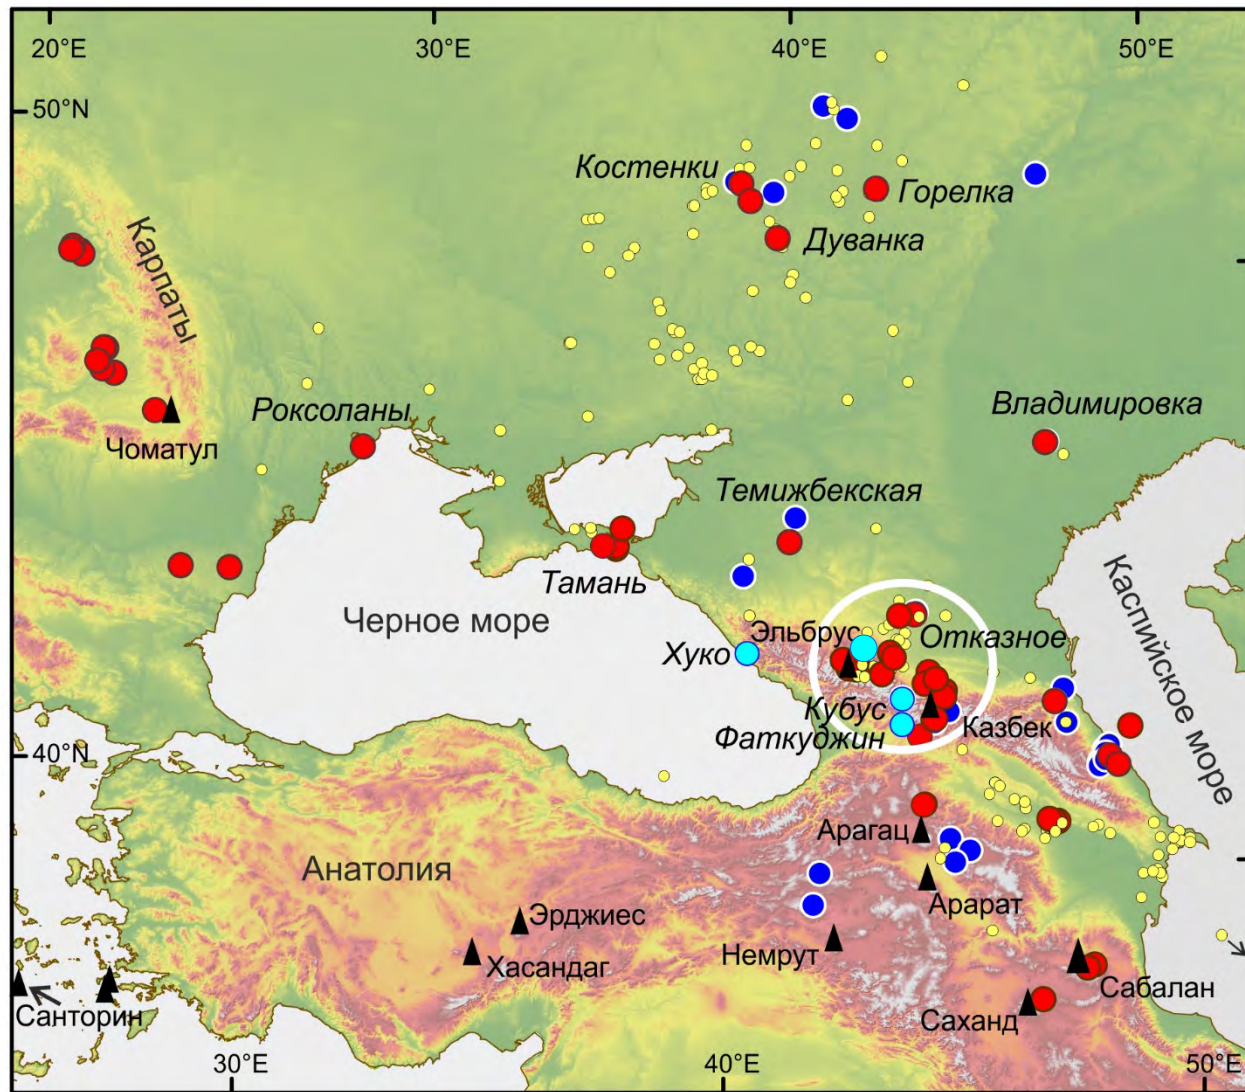 20°E
30°E
40°E
50°E
50°N
Костенки
Горелка
Дуванка
Карпаты
Роксоланы
Владимировка
Чоматул
Темижбекская
Тамань
Каспийское море
Черное море
Эльбрус
Отказное
Хуко
Кубус
Казбек
Фаткуджин
40°N
Арагац
Анатолия
Арарат
Эрджиес
Немрут
Хасандаг
Сабалан
Санторин
Саханд
30°E
40°E
50°E